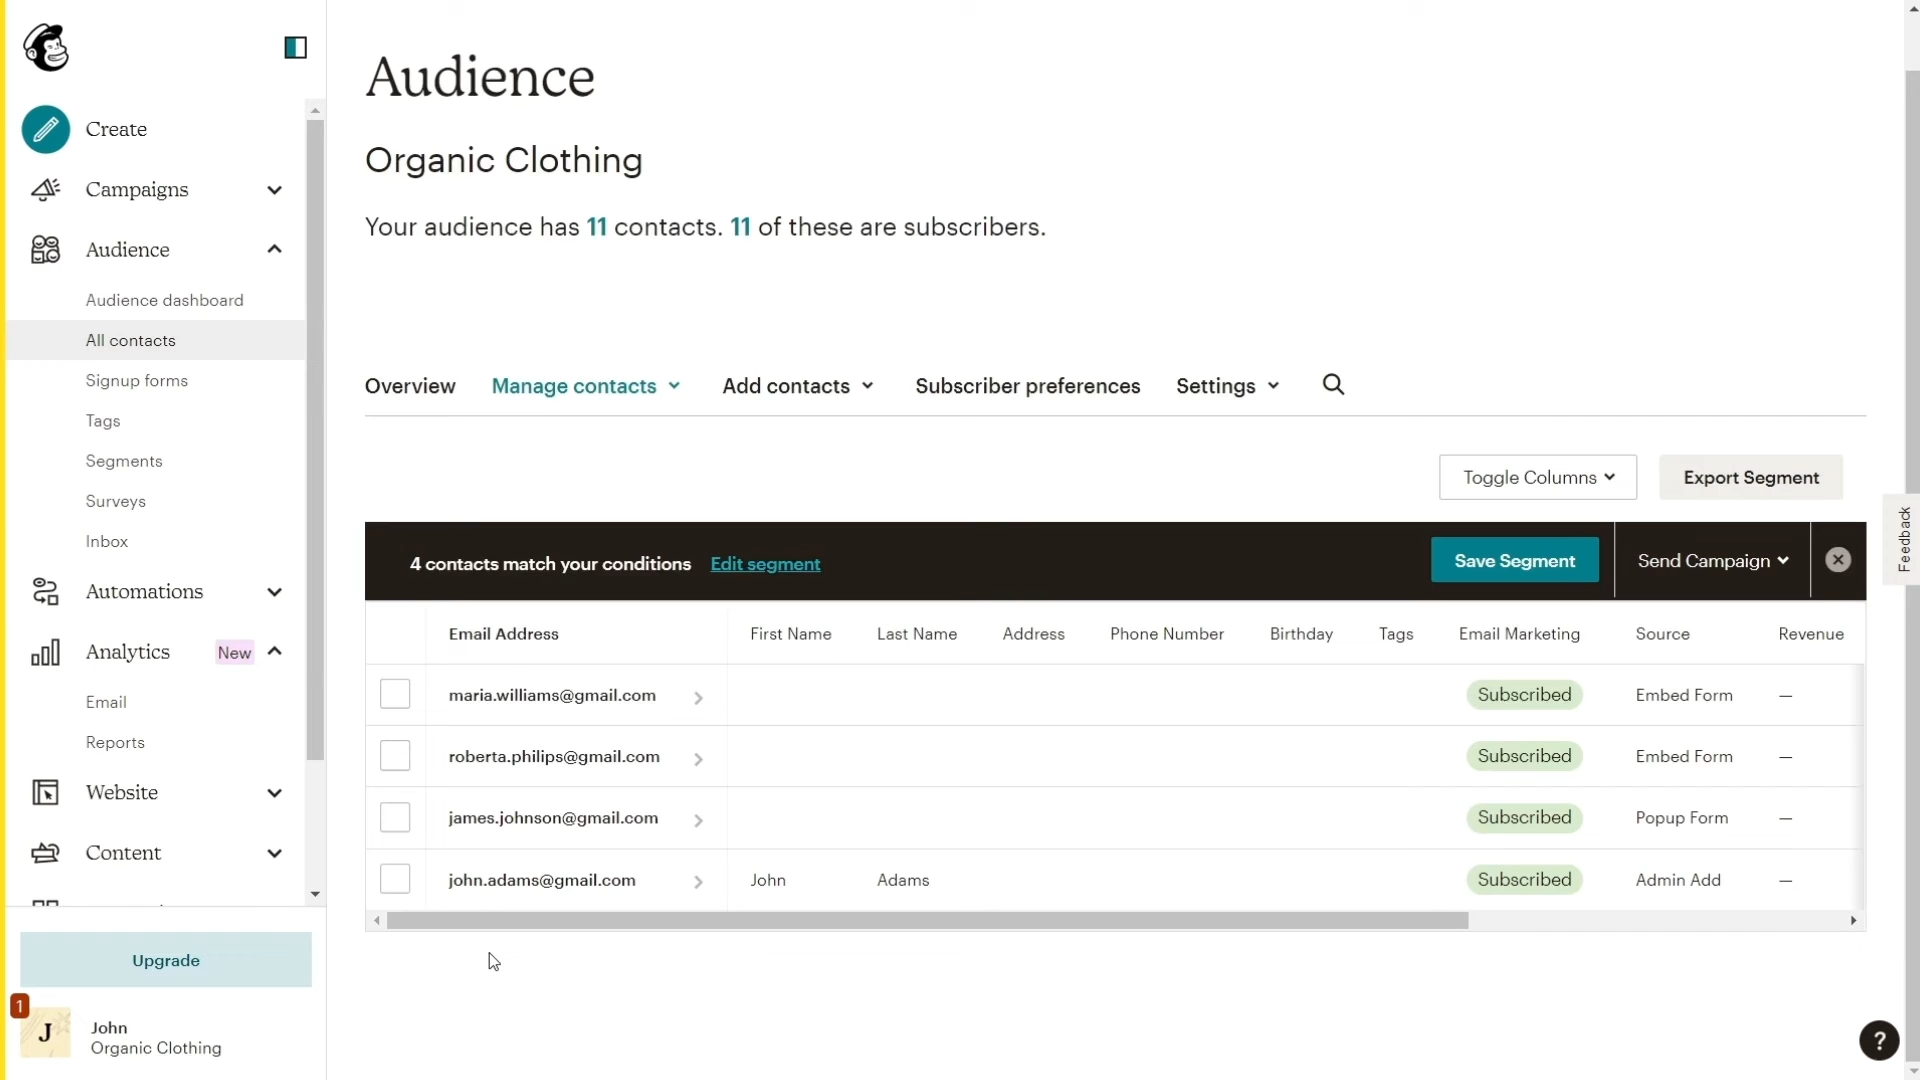 Create
Campaigns
Audience
Audience dashboard
All contacts
Signup forms
Tags
Segments
Surveys
Inbox
Automations
Analytics New
Email
Reports
Website
Content
Upgrade
1
J
John
Organic Clothing
Audience
Organic Clothing
Your audience has 11 contacts. 11 of these are subscribers.
Overview Manage contacts Add contacts Subscriber preferences Settings
Toggle Columns Export Segment
4 contacts match your conditions Edit segment Save Segment Send Campaign
Email Address First Name Last Name Address Phone Number Birthday Tags Email Marketing Source Revenue
maria.williams@gmail.com Subscribed Embed Form —
roberta.philips@gmail.com Subscribed Embed Form —
james.johnson@gmail.com Subscribed Popup Form —
john.adams@gmail.com John Adams Subscribed Admin Add —
Feedback
?